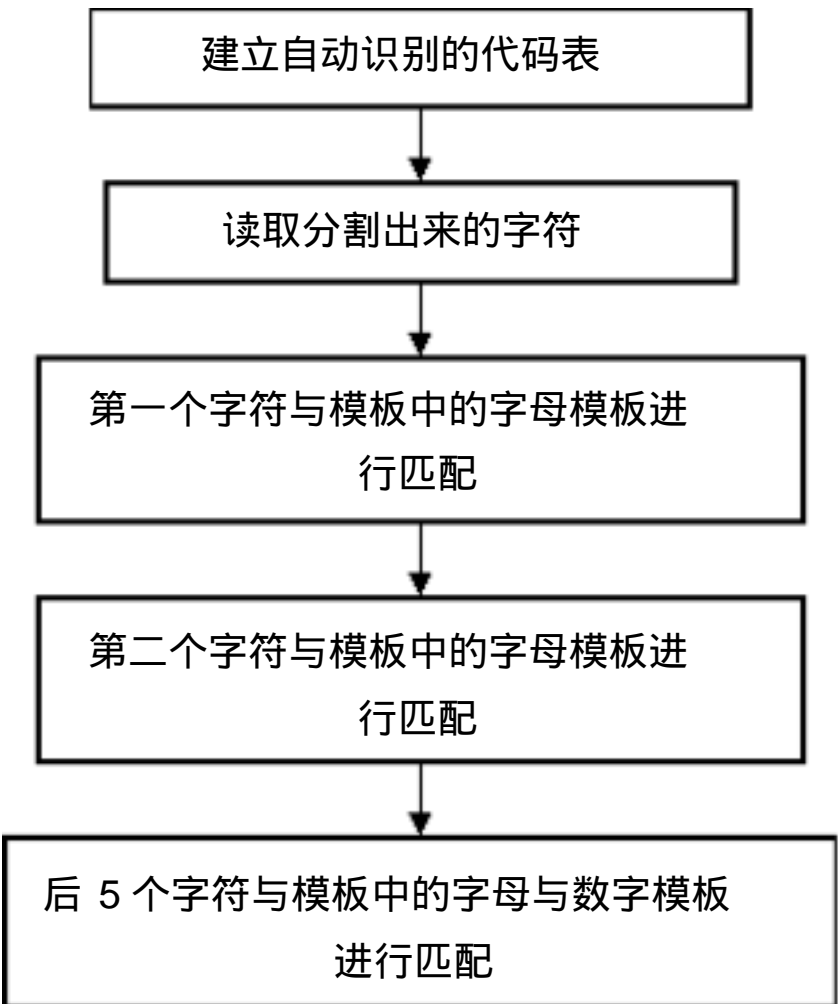 建立自动识别的代码表
读取分割出来的字符
第一个字符与模板中的字母模板进
行匹配
第二个字符与模板中的字母模板进
行匹配
后 5 个字符与模板中的字母与数字模板
进行匹配